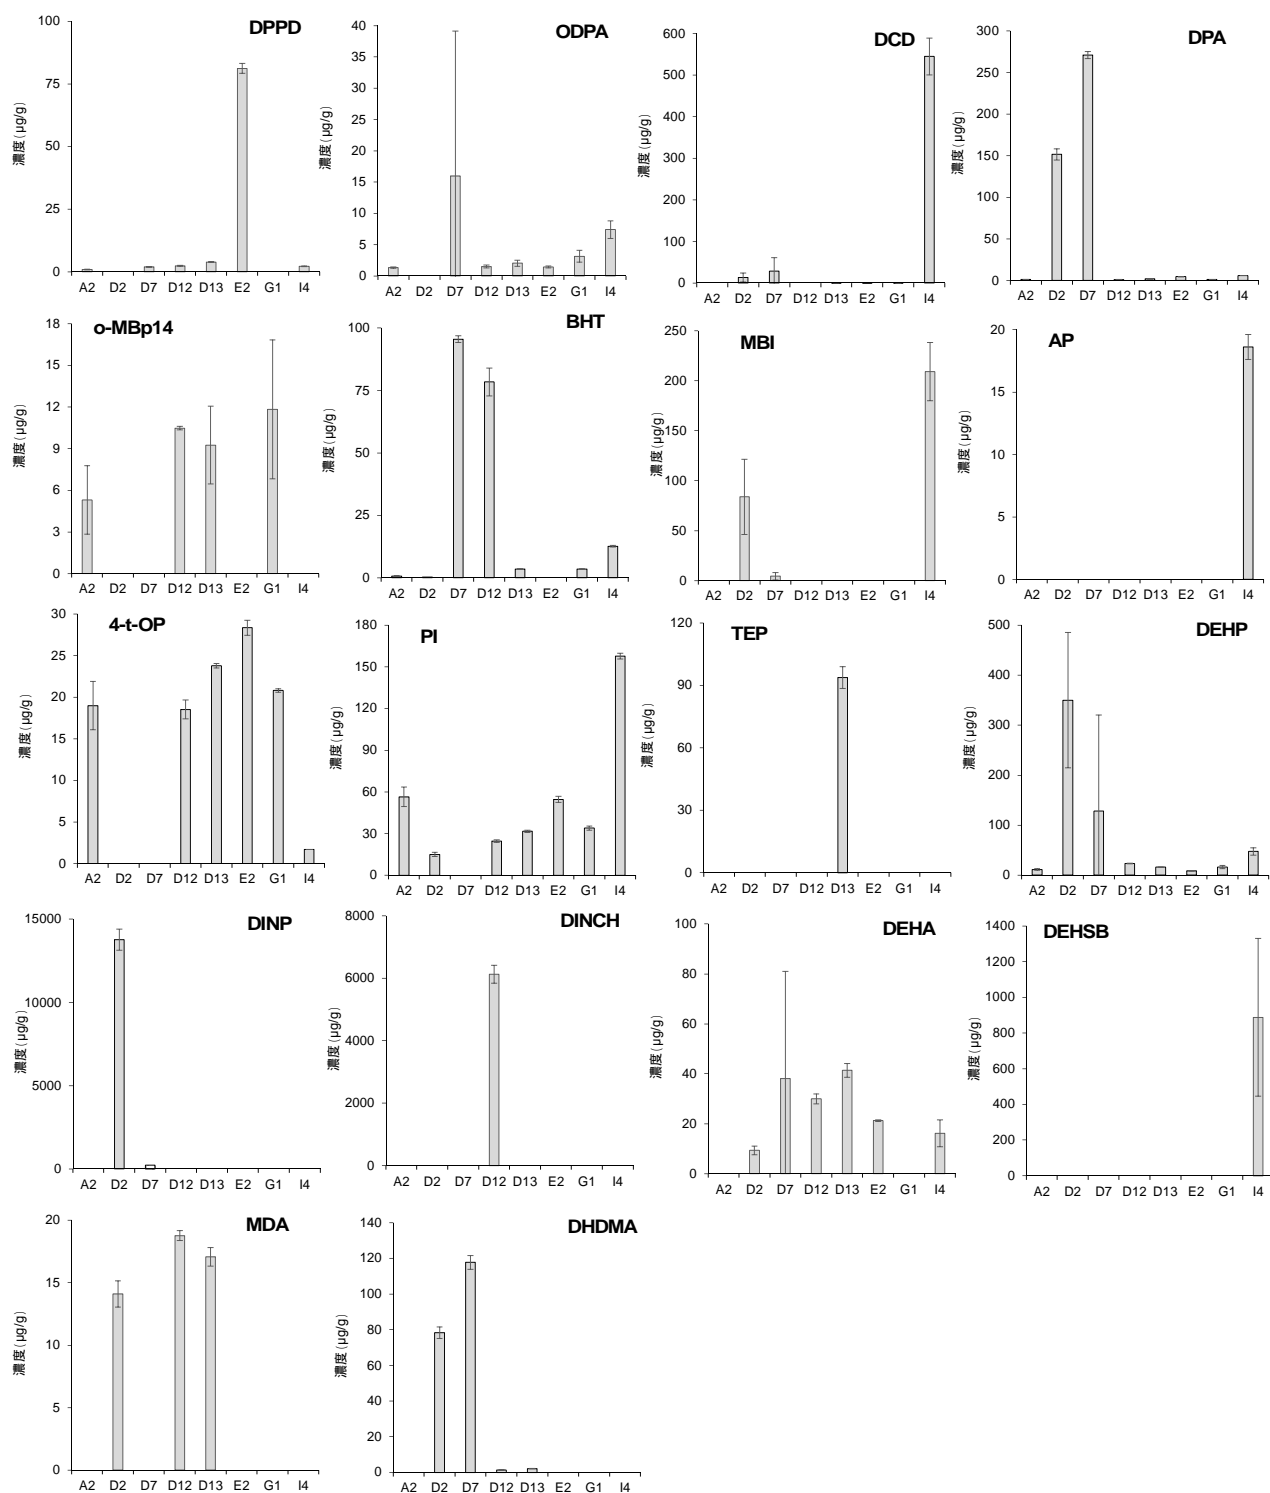 DPPD
100
75
50
25
0
濃度(µg/g)
A2 D2 D7 D12 D13 E2 G1 I4
ODPA
40
35
30
25
20
15
10
5
0
濃度(µg/g)
A2 D2 D7 D12 D13 E2 G1 I4
DCD
600
500
400
300
200
100
0
濃度(µg/g)
A2 D2 D7 D12 D13 E2 G1 I4
DPA
300
250
200
150
100
50
0
濃度(µg/g)
A2 D2 D7 D12 D13 E2 G1 I4
o-MBp14
18
15
12
9
6
3
0
濃度(µg/g)
A2 D2 D7 D12 D13 E2 G1 I4
BHT
100
75
50
25
0
濃度(µg/g)
A2 D2 D7 D12 D13 E2 G1 I4
MBI
250
200
150
100
50
0
濃度(µg/g)
A2 D2 D7 D12 D13 E2 G1 I4
AP
20
15
10
5
0
濃度(µg/g)
A2 D2 D7 D12 D13 E2 G1 I4
4-t-OP
30
25
20
15
10
5
0
濃度(µg/g)
A2 D2 D7 D12 D13 E2 G1 I4
PI
180
150
120
90
60
30
0
濃度(µg/g)
A2 D2 D7 D12 D13 E2 G1 I4
TEP
120
90
60
30
0
濃度(µg/g)
A2 D2 D7 D12 D13 E2 G1 I4
DEHP
500
400
300
200
100
0
濃度(µg/g)
A2 D2 D7 D12 D13 E2 G1 I4
DINP
15000
10000
5000
0
濃度(µg/g)
A2 D2 D7 D12 D13 E2 G1 I4
DINCH
8000
6000
4000
2000
0
濃度(µg/g)
A2 D2 D7 D12 D13 E2 G1 I4
DEHA
100
80
60
40
20
0
濃度(µg/g)
A2 D2 D7 D12 D13 E2 G1 I4
DEHSB
1400
1200
1000
800
600
400
200
0
濃度(µg/g)
A2 D2 D7 D12 D13 E2 G1 I4
MDA
20
15
10
5
0
濃度(µg/g)
A2 D2 D7 D12 D13 E2 G1 I4
DHDMA
140
120
100
80
60
40
20
0
濃度(µg/g)
A2 D2 D7 D12 D13 E2 G1 I4